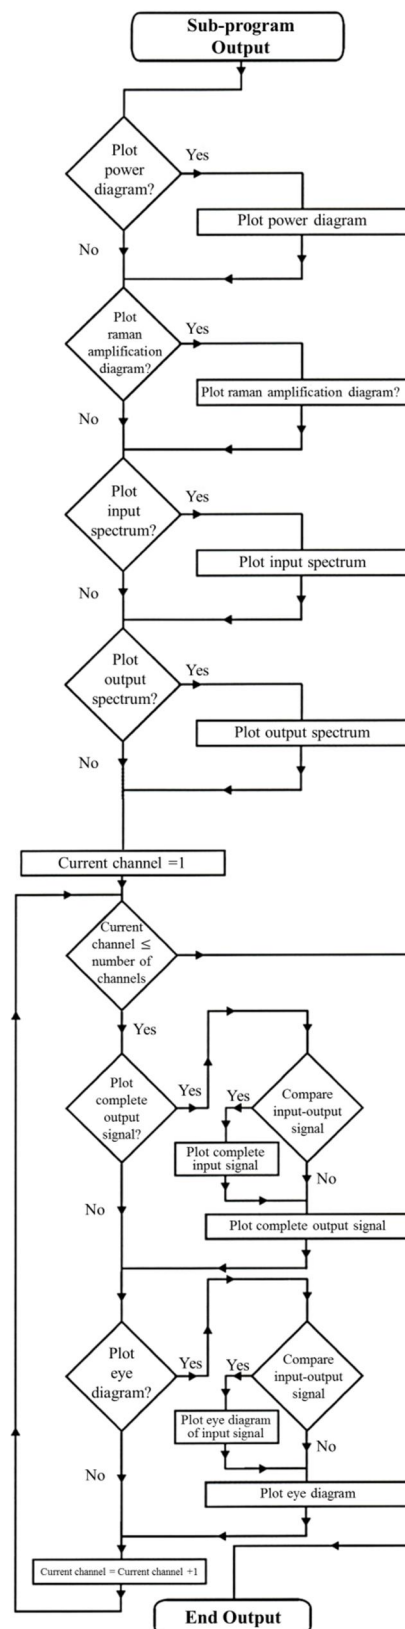 Sub-program
Output
Plot
power
diagram?
Yes
Plot power diagram
No
Plot
raman
amplification
diagram?
Yes
Plot raman amplification diagram?
No
Plot
input
spectrum?
Yes
Plot input spectrum
No
Plot
output
spectrum?
Yes
Plot output spectrum
No
Current channel =1
Current
channel ≤
number of
channels
Yes
Plot
complete
output
signal?
Yes
Compare
input-output
signal
Yes
Plot complete
input signal
No
No
Plot complete output signal
Plot
eye
diagram?
Yes
Compare
input-output
signal
Yes
Plot eye diagram
of input signal
No
No
Plot eye diagram
Current channel = Current channel +1
End Output